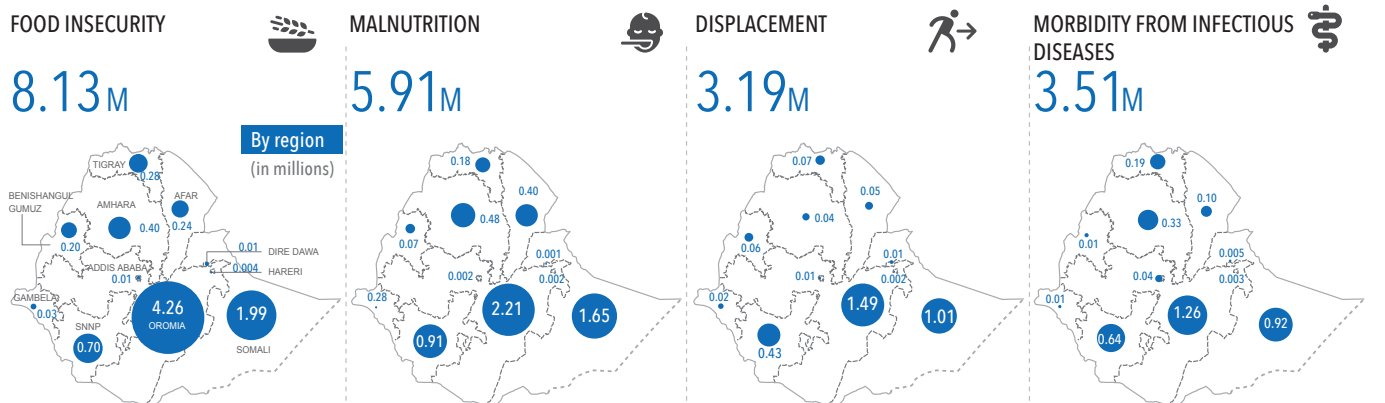 FOOD INSECURITY
8.13M
By region
(in millions)
TIGRAY
0.28
BENISHANGUL
GUMUZ
AMHARA
AFAR
0.40
0.24
0.20
0.01
DIRE DAWA
ADDIS ABABA
0.004
HARERI
0.01
GAMBELA
0.03
4.26
OROMIA
1.99
SNNP
0.70
SOMALI
MALNUTRITION
5.91M
0.18
0.40
0.48
0.07
0.001
0.002
0.002
0.28
2.21
1.65
0.91
DISPLACEMENT
3.19M
0.07
0.05
0.04
0.06
0.01
0.01
0.002
0.02
1.49
1.01
0.43
MORBIDITY FROM INFECTIOUS
DISEASES
3.51M
0.19
0.10
0.33
0.01
0.005
0.04
0.003
0.01
1.26
0.92
0.64